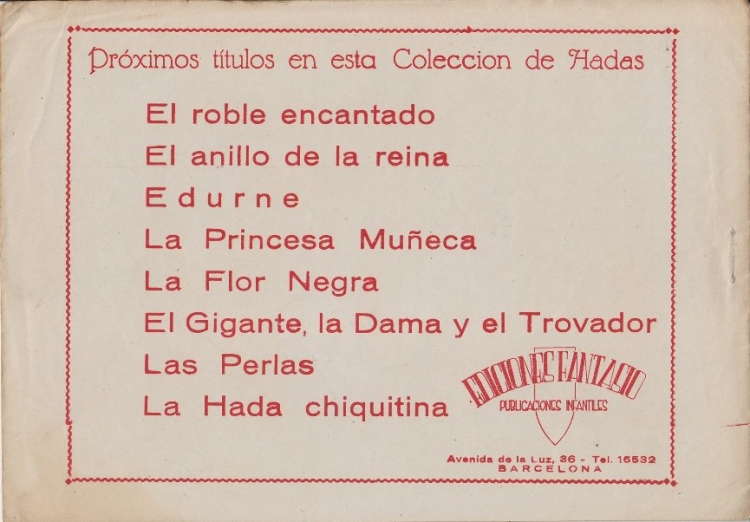 Próximos títulos en esta Coleccion de Hadas
El roble encantado
El anillo de la reina
Edurne
La Princesa Muñeca
La Flor Negra
El Gigante, la Dama y el Trovador
Las Perlas
La Hada chiquitina
EDICIONES FANTASIO
PUBLICACIONES INFANTILES
Avenida de la Luz, 36 - Tel. 16532
BARCELONA